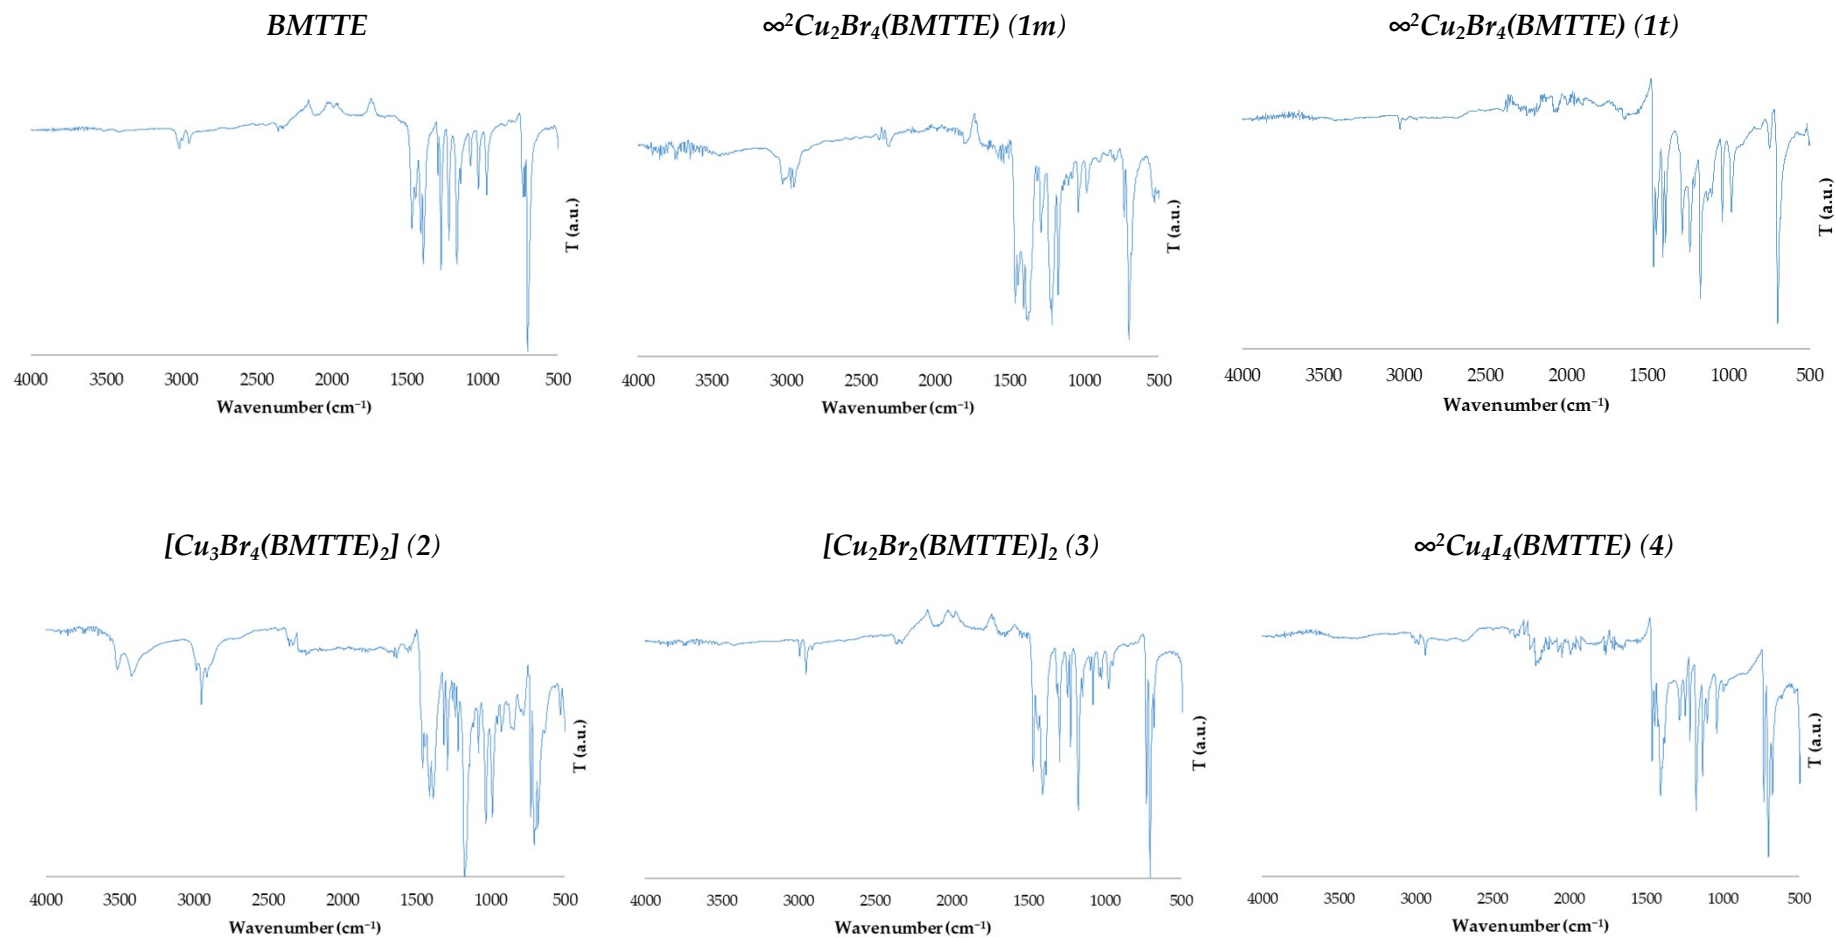 BMTTE
∞²Cu₂Br₄(BMTTE) (1m)
∞²Cu₂Br₄(BMTTE) (1t)
T (a.u.)
T (a.u.)
T (a.u.)
4000 3500 3000 2500 2000 1500 1000 500
4000 3500 3000 2500 2000 1500 1000 500
4000 3500 3000 2500 2000 1500 1000 500
Wavenumber (cm⁻¹)
Wavenumber (cm⁻¹)
Wavenumber (cm⁻¹)
[Cu₃Br₄(BMTTE)₂] (2)
[Cu₂Br₂(BMTTE)]₂ (3)
∞²Cu₄I₄(BMTTE) (4)
T (a.u.)
T (a.u.)
T (a.u.)
4000 3500 3000 2500 2000 1500 1000 500
4000 3500 3000 2500 2000 1500 1000 500
4000 3500 3000 2500 2000 1500 1000 500
Wavenumber (cm⁻¹)
Wavenumber (cm⁻¹)
Wavenumber (cm⁻¹)